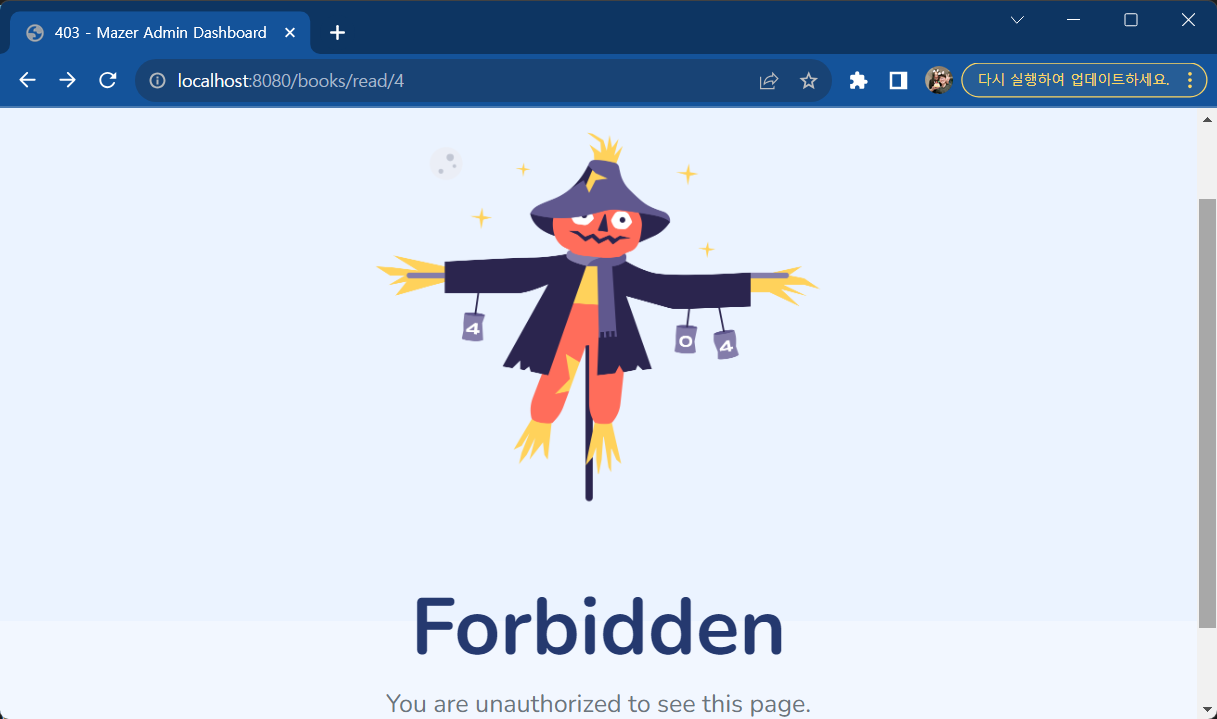 403 - Mazer Admin Dashboard
localhost:8080/books/read/4
다시 실행하여 업데이트하세요.
4
0 4
Forbidden
You are unauthorized to see this page.